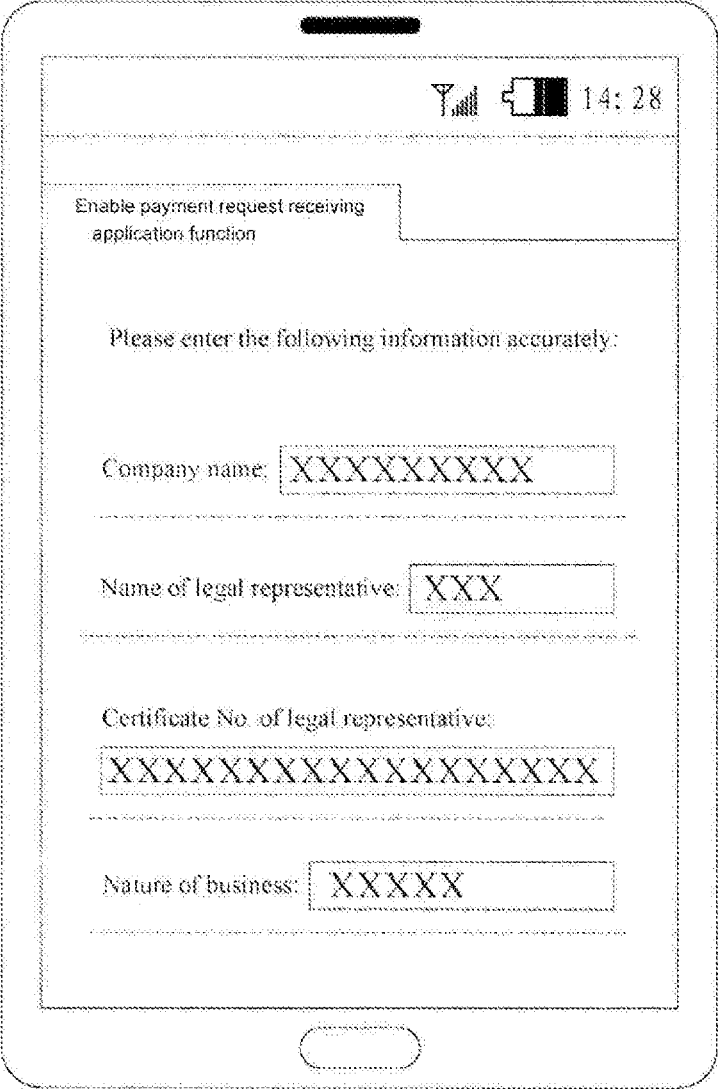 14: 28
Enable payment request receiving
application function
Please enter the following information accurately:
Company name: XXXXXXXXX
Name of legal representative: XXX
Certificate No. of legal representative:
XXXXXXXXXXXXXXXXXX
Nature of business: XXXXX